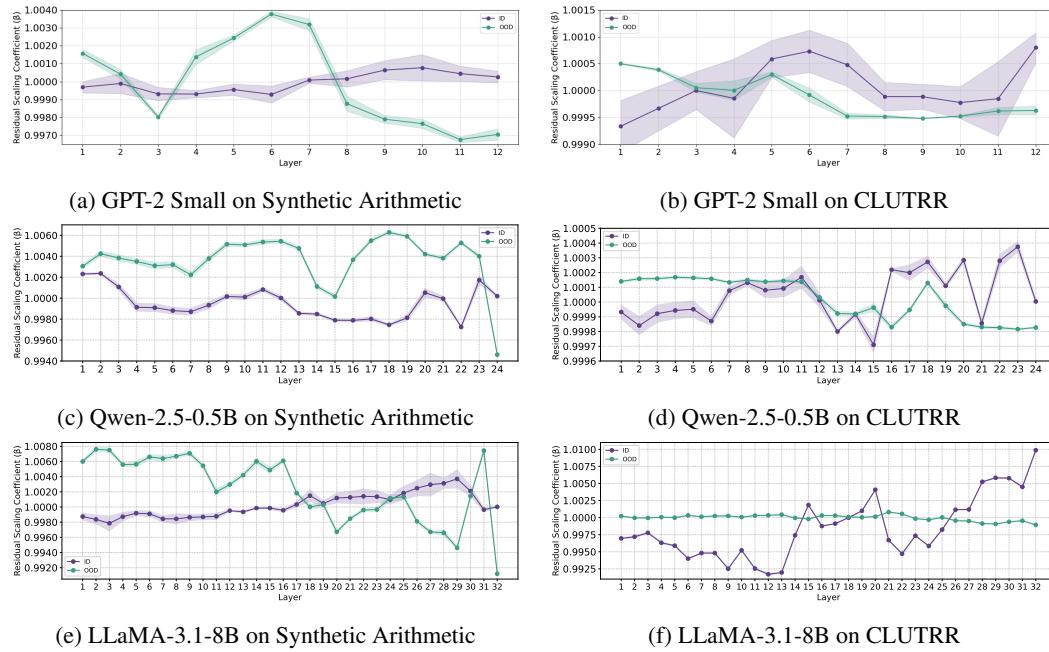 1.0040
1.0030
1.0020
1.0010
1.0000
0.9990
0.9980
0.9970
Residual Scaling Coefficient (β)
1 2 3 4 5 6 7 8 9 10 11 12
Layer
ID
OOD
(a) GPT-2 Small on Synthetic Arithmetic
1.0015
1.0010
1.0005
1.0000
0.9995
0.9990
Residual Scaling Coefficient (β)
1 2 3 4 5 6 7 8 9 10 11 12
Layer
ID
OOD
(b) GPT-2 Small on CLUTRR
1.0060
1.0040
1.0020
1.0000
0.9980
0.9960
0.9940
Residual Scaling Coefficient (β)
1 2 3 4 5 6 7 8 9 10 11 12 13 14 15 16 17 18 19 20 21 22 23 24
Layer
ID
OOD
(c) Qwen-2.5-0.5B on Synthetic Arithmetic
1.0005
1.0004
1.0003
1.0002
1.0001
1.0000
0.9999
0.9998
0.9997
0.9996
Residual Scaling Coefficient (β)
1 2 3 4 5 6 7 8 9 10 11 12 13 14 15 16 17 18 19 20 21 22 23 24
Layer
ID
OOD
(d) Qwen-2.5-0.5B on CLUTRR
1.0080
1.0060
1.0040
1.0020
1.0000
0.9980
0.9960
0.9940
0.9920
Residual Scaling Coefficient (β)
1 2 3 4 5 6 7 8 9 10 11 12 13 14 15 16 17 18 19 20 21 22 23 24 25 26 27 28 29 30 31 32
Layer
ID
OOD
(e) LLaMA-3.1-8B on Synthetic Arithmetic
1.0100
1.0075
1.0050
1.0025
1.0000
0.9975
0.9950
0.9925
Residual Scaling Coefficient (β)
1 2 3 4 5 6 7 8 9 10 11 12 13 14 15 16 17 18 19 20 21 22 23 24 25 26 27 28 29 30 31 32
Layer
ID
OOD
(f) LLaMA-3.1-8B on CLUTRR